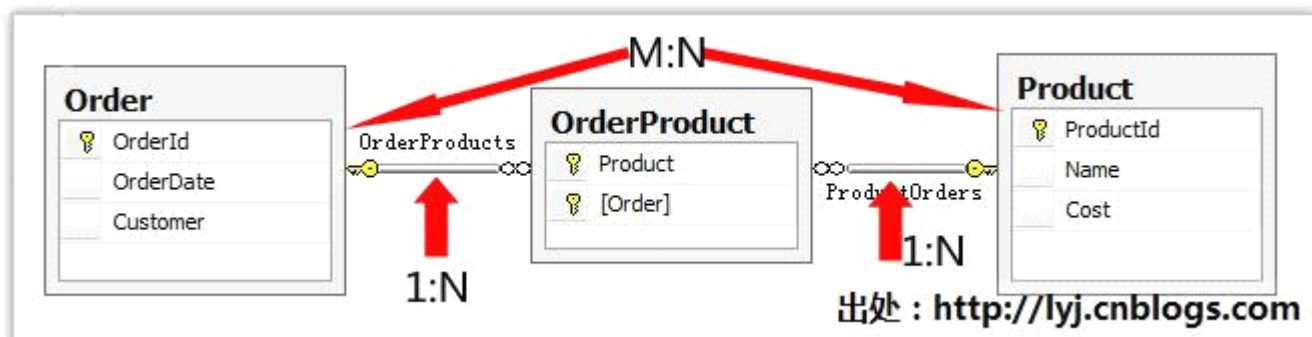 M:N
Order
OrderId
OrderDate
Customer
OrderProducts
1:N
OrderProduct
Product
[Order]
ProductOrders
1:N
Product
ProductId
Name
Cost
出处：http://lyj.cnblogs.com